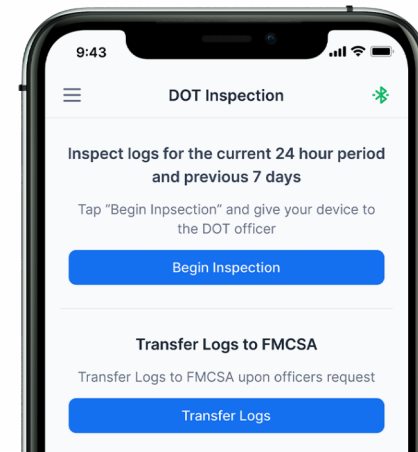 9:43
DOT Inspection
Inspect logs for the current 24 hour period
and previous 7 days
Tap "Begin Inpsection" and give your device to
the DOT officer
Begin Inspection
Transfer Logs to FMCSA
Transfer Logs to FMCSA upon officers request
Transfer Logs